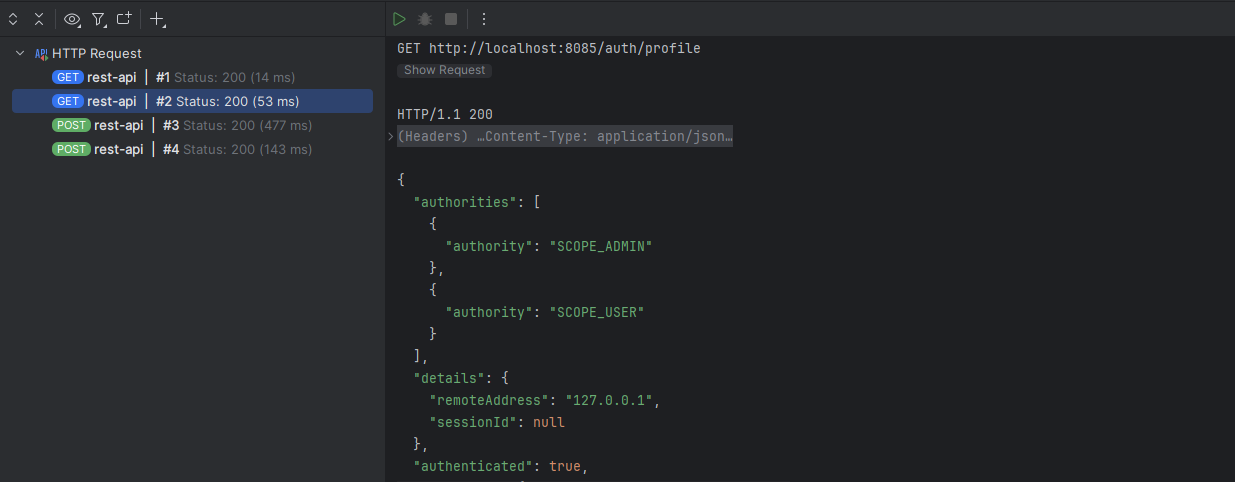 HTTP Request
GET rest-api | #1 Status: 200 (14 ms)
GET rest-api | #2 Status: 200 (53 ms)
POST rest-api | #3 Status: 200 (477 ms)
POST rest-api | #4 Status: 200 (143 ms)
GET http://localhost:8085/auth/profile
Show Request
HTTP/1.1 200
(Headers) …Content-Type: application/json…
{
  "authorities": [
    {
      "authority": "SCOPE_ADMIN"
    },
    {
      "authority": "SCOPE_USER"
    }
  ],
  "details": {
    "remoteAddress": "127.0.0.1",
    "sessionId": null
  },
  "authenticated": true,